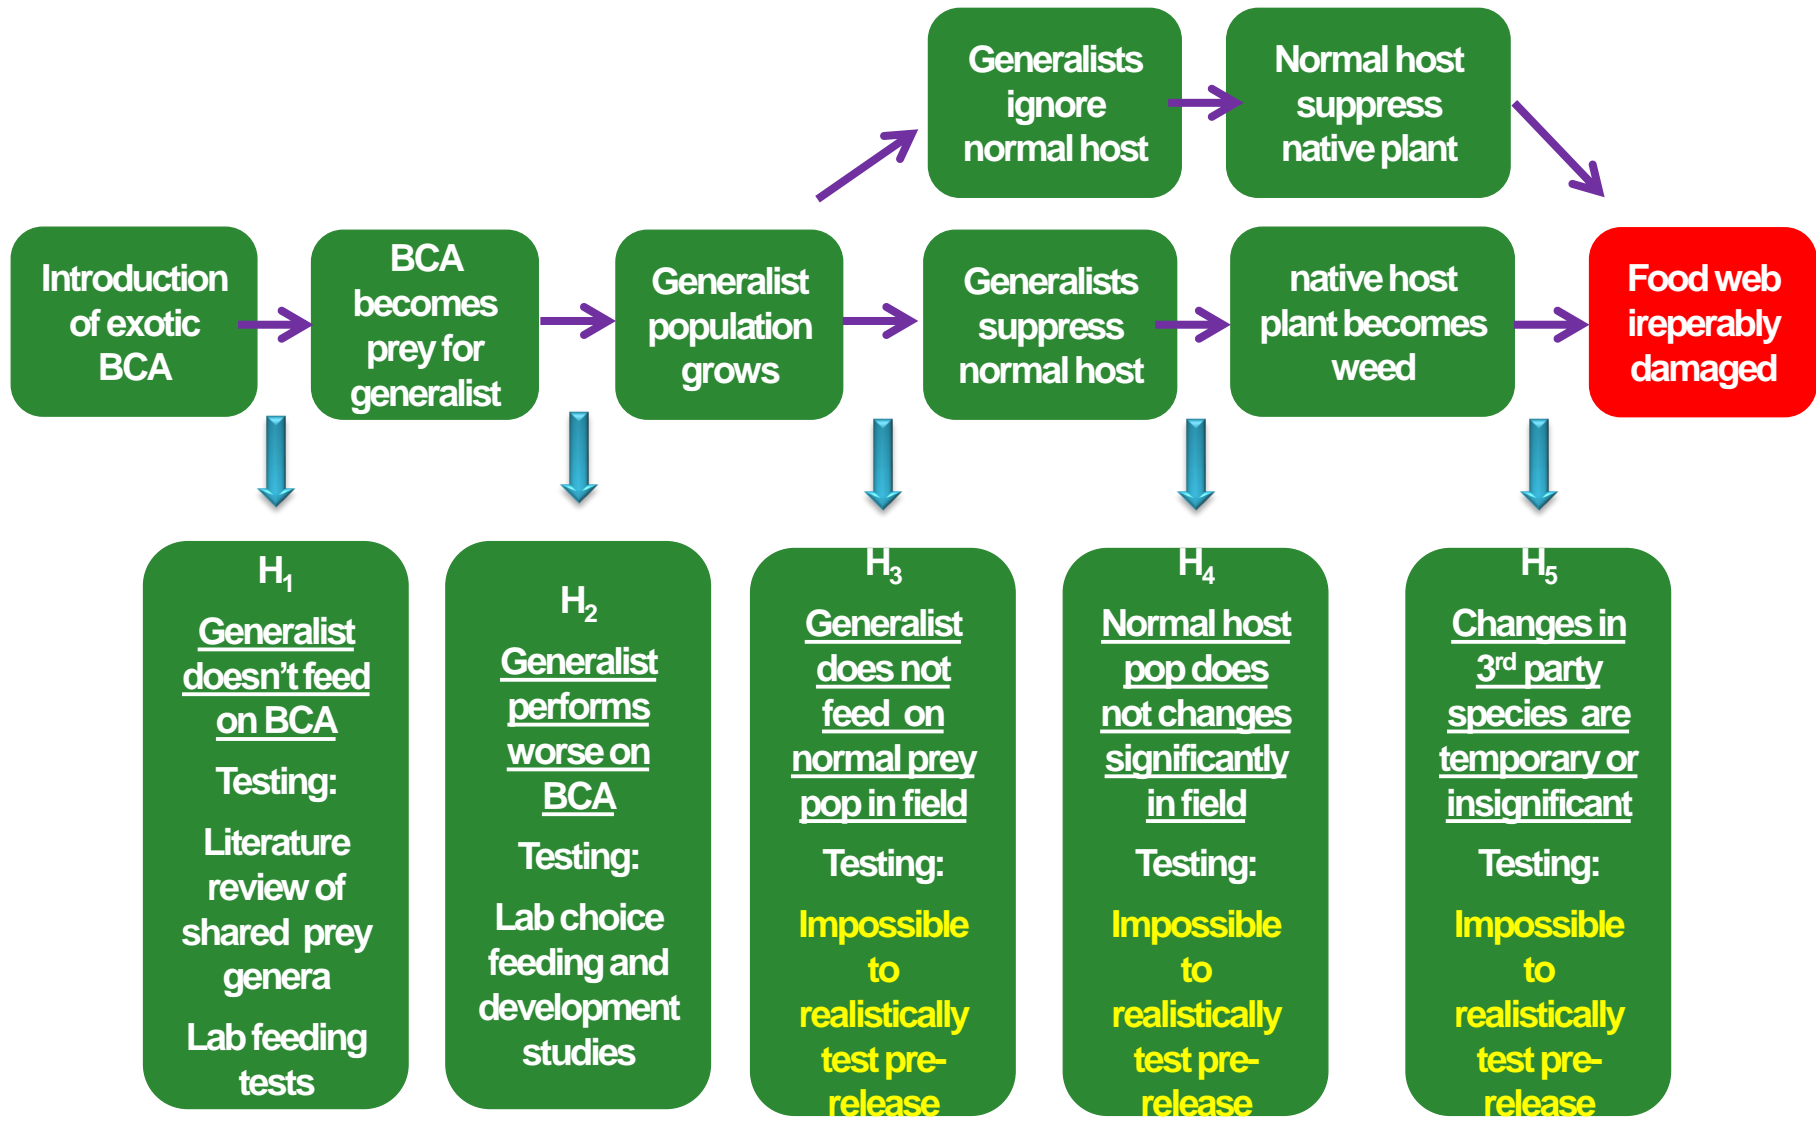 Generalists
ignore
normal host
Normal host
suppress
native plant
Introduction
of exotic
BCA
BCA
becomes
prey for
generalist
Generalist
population
grows
Generalists
suppress
normal host
native host
plant becomes
weed
Food web
ireperably
damaged
H₁
Generalist
doesn't feed
on BCA
Testing:
Literature
review of
shared prey
genera
Lab feeding
tests
H₂
Generalist
performs
worse on
BCA
Testing:
Lab choice
feeding and
development
studies
H₃
Generalist
does not
feed on
normal prey
pop in field
Testing:
Impossible
to
realistically
test pre-
release
H₄
Normal host
pop does
not changes
significantly
in field
Testing:
Impossible
to
realistically
test pre-
release
H₅
Changes in
3rd party
species are
temporary or
insignificant
Testing:
Impossible
to
realistically
test pre-
release